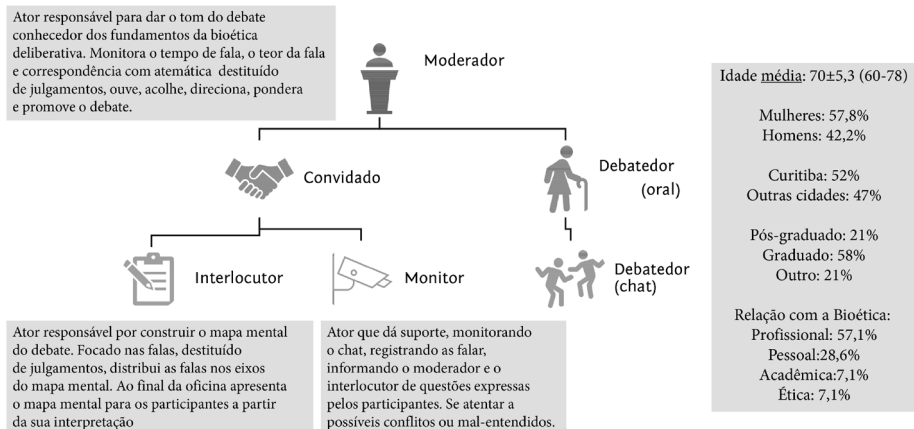 Ator responsável para dar o tom do debate
conhecedor dos fundamentos da bioética
deliberativa. Monitora o tempo de fala, o teor da fala
e correspondência com atemática destituído
de julgamentos, ouve, acolhe, direciona, pondera
e promove o debate.
Moderador
Convidado
Debatedor
(oral)
Interlocutor
Monitor
Debatedor
(chat)
Ator responsável por construir o mapa mental
do debate. Focado nas falas, destituído
de julgamentos, distribui as falas nos eixos
do mapa mental. Ao final da oficina apresenta
o mapa mental para os participantes a partir
da sua interpretação
Ator que dá suporte, monitorando
o chat, registrando as falar,
informando o moderador e o
interlocutor de questões expressas
pelos participantes. Se atentar a
possíveis conflitos ou mal-entendidos.
Idade média: 70±5,3 (60-78)
Mulheres: 57,8%
Homens: 42,2%
Curitiba: 52%
Outras cidades: 47%
Pós-graduado: 21%
Graduado: 58%
Outro: 21%
Relação com a Bioética:
Profissional: 57,1%
Pessoal:28,6%
Acadêmica:7,1%
Ética: 7,1%